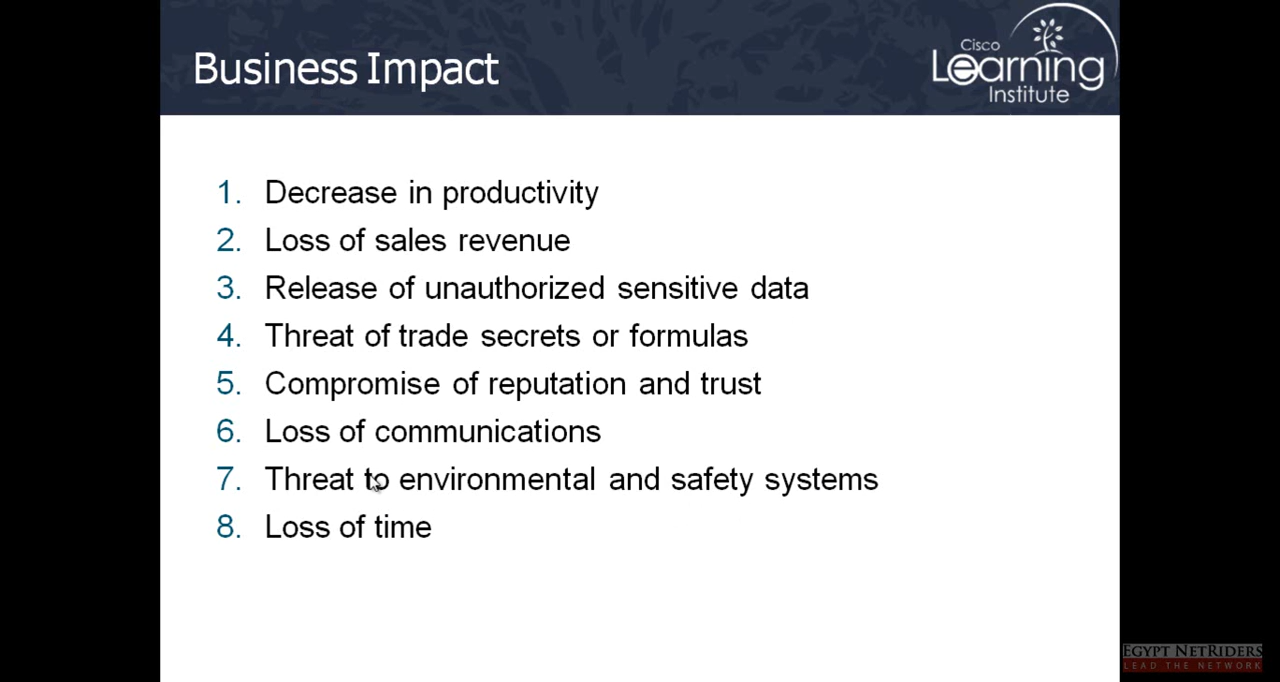 Business Impact
Cisco
Learning
Institute
1. Decrease in productivity
2. Loss of sales revenue
3. Release of unauthorized sensitive data
4. Threat of trade secrets or formulas
5. Compromise of reputation and trust
6. Loss of communications
7. Threat to environmental and safety systems
8. Loss of time
EGYPT NETRIDERS
LEAD THE NETWORK